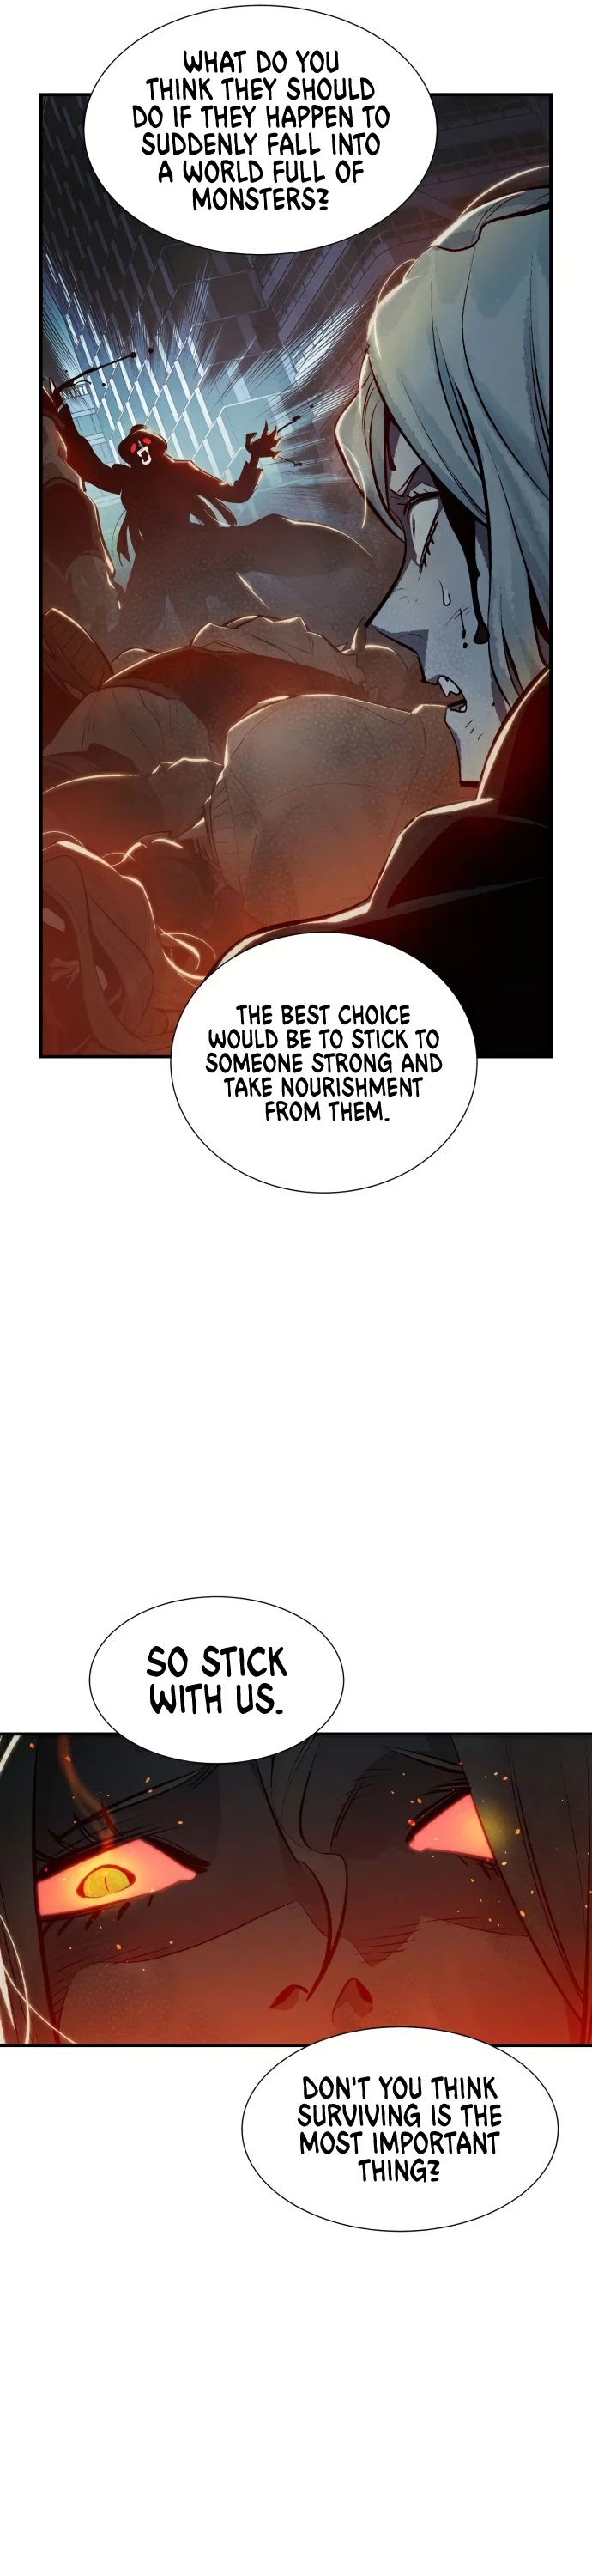 WHAT DO YOU
THINK THEY SHOULD
DO IF THEY HAPPEN TO
SUDDENLY FALL INTO
A WORLD FULL OF
MONSTERS?
THE BEST CHOICE
WOULD BE TO STICK TO
SOMEONE STRONG AND
TAKE NOURISHMENT
FROM THEM.
SO STICK
WITH US.
DON'T YOU THINK
SURVIVING IS THE
MOST IMPORTANT
THING?